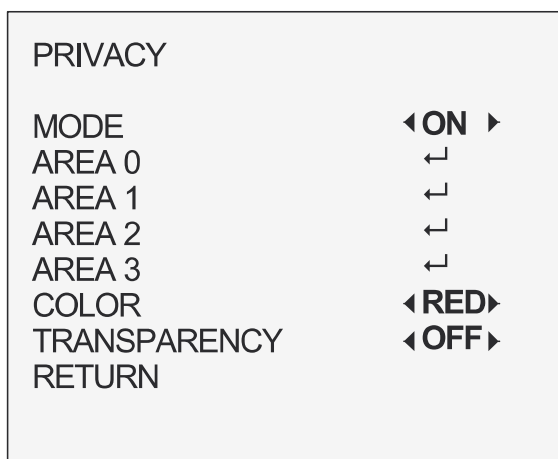 PRIVACY
MODE ◂ ON ▸
AREA 0 ↵
AREA 1 ↵
AREA 2 ↵
AREA 3 ↵
COLOR ◂ RED ▸
TRANSPARENCY ◂ OFF ▸
RETURN